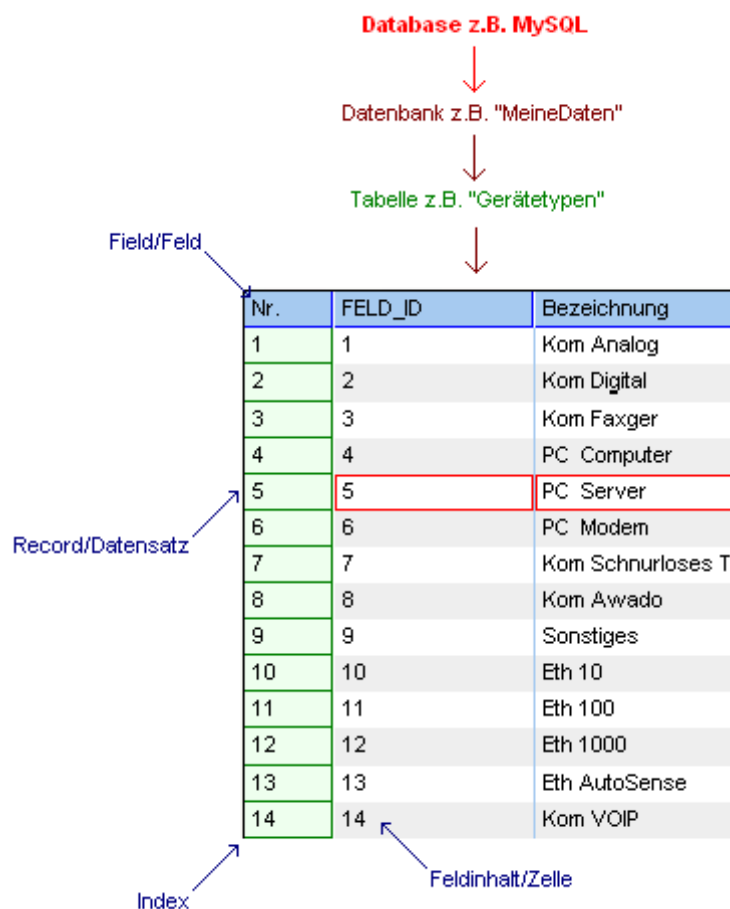 Database z.B. MySQL
Datenbank z.B. "MeineDaten"
Tabelle z.B. "Gerätetypen"
Field/Feld
Nr. FELD_ID Bezeichnung
1 1 Kom Analog
2 2 Kom Digital
3 3 Kom Faxger
4 4 PC Computer
5 5 PC Server
6 6 PC Modem
Record/Datensatz
7 7 Kom Schnurloses T
8 8 Kom Awado
9 9 Sonstiges
10 10 Eth 10
11 11 Eth 100
12 12 Eth 1000
13 13 Eth AutoSense
14 14 Kom VOIP
Feldinhalt/Zelle
Index